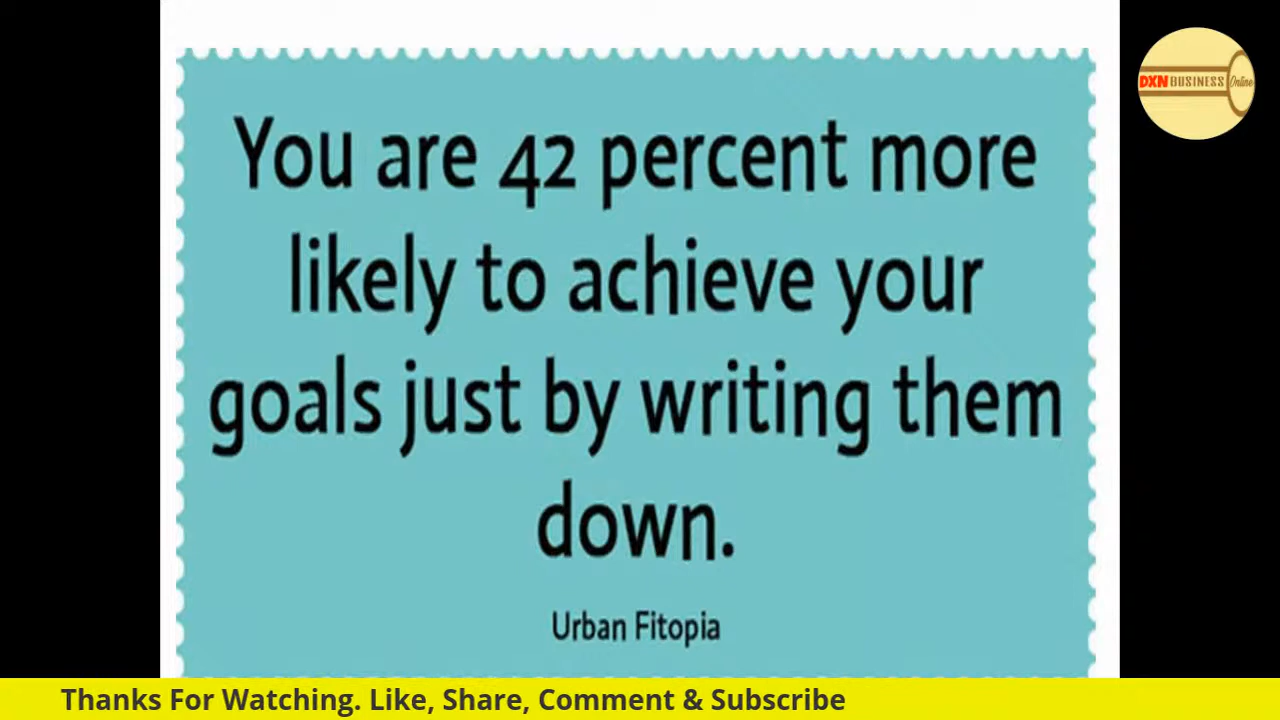 DXN BUSINESS Online
You are 42 percent more
likely to achieve your
goals just by writing them
down.
Urban Fitopia
Thanks For Watching. Like, Share, Comment & Subscribe